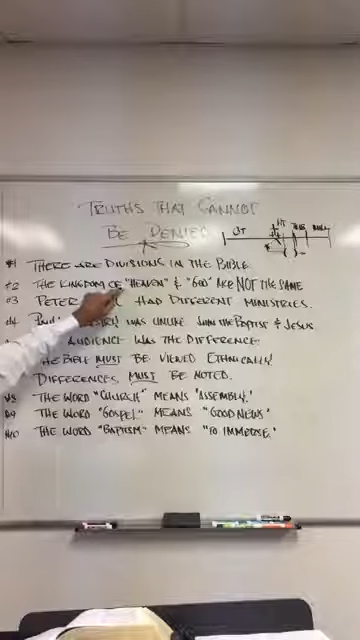 TRUTHS THAT CANNOT
BE DENIED
OT
NT
#1 THERE ARE DIVISIONS IN THE BIBLE.
#2 THE KINGDOM OF "HEAVEN" & "GOD" ARE NOT THE SAME
#3 PETER HAD DIFFERENT MINISTRIES.
#4 WAS UNLIKE JOHN THE BAPTIST & JESUS
AUDIENCE WAS THE DIFFERENCE.
THE BIBLE MUST BE VIEWED ETHNICALLY!
DIFFERENCES MUST BE NOTED.
#8 THE WORD "CHURCH" MEANS "ASSEMBLY."
#9 THE WORD "GOSPEL" MEANS "GOOD NEWS"
#10 THE WORD "BAPTISM" MEANS "TO IMMERSE."